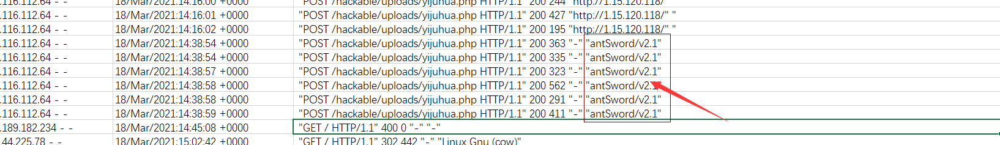 .116.112.64 - - 18/Mar/2021:14:16:00 +0000 "POST /hackable/uploads/yijuhua.php HTTP/1.1" 200 244 "http://1.15.120.118/"
.116.112.64 - - 18/Mar/2021:14:16:01 +0000 "POST /hackable/uploads/yijuhua.php HTTP/1.1" 200 427 "http://1.15.120.118/" "
.116.112.64 - - 18/Mar/2021:14:16:02 +0000 "POST /hackable/uploads/yijuhua.php HTTP/1.1" 200 195 "http://1.15.120.118/" "
.116.112.64 - - 18/Mar/2021:14:38:54 +0000 "POST /hackable/uploads/yijuhua.php HTTP/1.1" 200 363 "-" "antSword/v2.1"
.116.112.64 - - 18/Mar/2021:14:38:54 +0000 "POST /hackable/uploads/yijuhua.php HTTP/1.1" 200 335 "-" "antSword/v2.1"
.116.112.64 - - 18/Mar/2021:14:38:57 +0000 "POST /hackable/uploads/yijuhua.php HTTP/1.1" 200 323 "-" "antSword/v2.1"
.116.112.64 - - 18/Mar/2021:14:38:58 +0000 "POST /hackable/uploads/yijuhua.php HTTP/1.1" 200 562 "-" "antSword/v2.1"
.116.112.64 - - 18/Mar/2021:14:38:58 +0000 "POST /hackable/uploads/yijuhua.php HTTP/1.1" 200 291 "-" "antSword/v2.1"
.116.112.64 - - 18/Mar/2021:14:38:59 +0000 "POST /hackable/uploads/yijuhua.php HTTP/1.1" 200 411 "-" "antSword/v2.1"
.189.182.234 - - 18/Mar/2021:14:45:08 +0000 "GET / HTTP/1.1" 400 0 "-" "-"
.44.225.78 - - 18/Mar/2021:15:02:42 +0000 "GET / HTTP/1.1" 302 442 "-" "Linux Gnu (cow)"